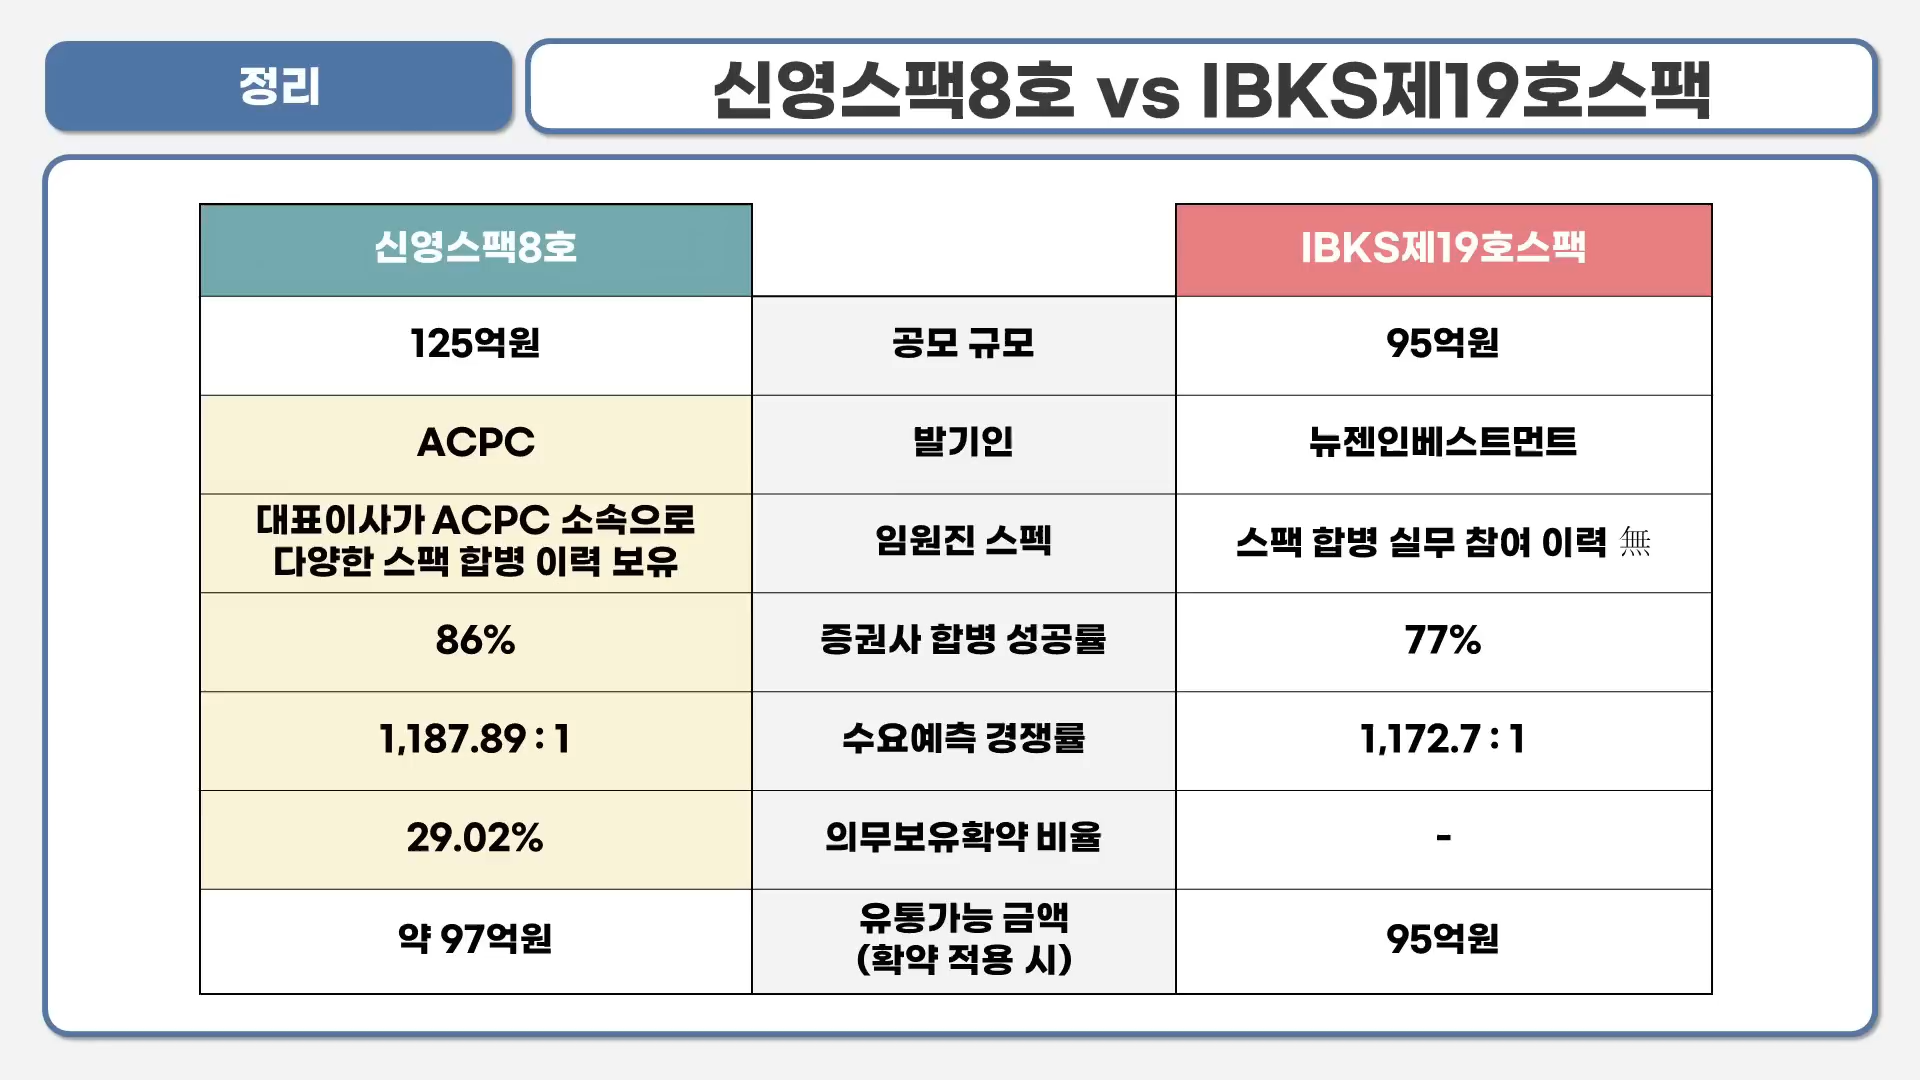 정리
신영스팩8호 vs IBKS제19호스팩
신영스팩8호
IBKS제19호스팩
125억원
공모 규모
95억원
ACPC
발기인
뉴젠인베스트먼트
대표이사가 ACPC 소속으로
다양한 스팩 합병 이력 보유
임원진 스펙
스팩 합병 실무 참여 이력 無
86%
증권사 합병 성공률
77%
1,187.89 : 1
수요예측 경쟁률
1,172.7 : 1
29.02%
의무보유확약 비율
-
약 97억원
유통가능 금액
(확약 적용 시)
95억원